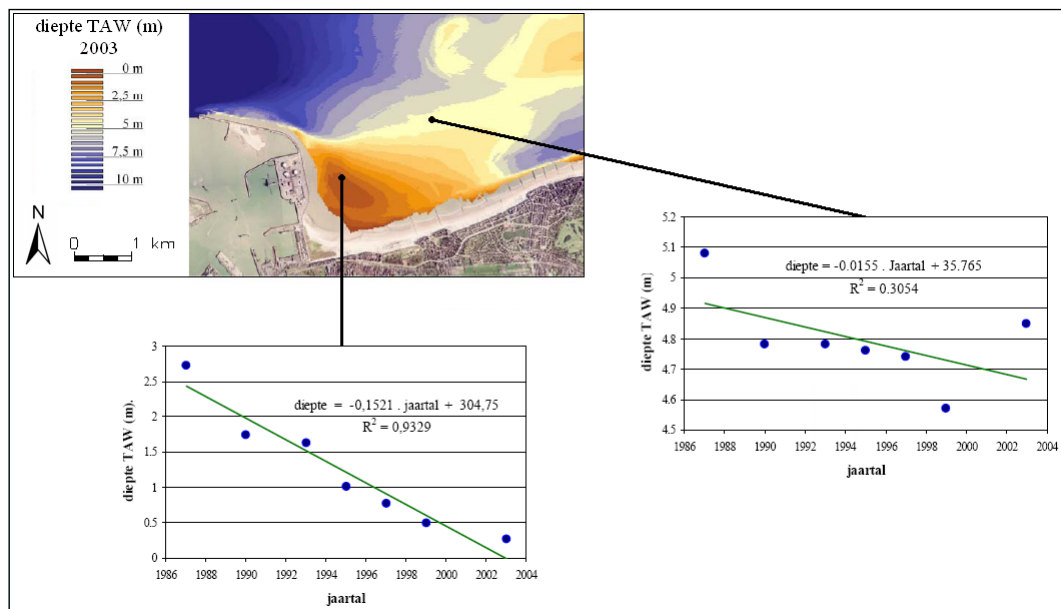 diepte TAW (m)
2003
0 m
2,5 m
5 m
7,5 m
10 m
N
0 1 km
5.2
5.1
5
4.9
4.8
4.7
4.6
4.5
diepte TAW (m)
diepte = -0.0155 . Jaartal + 35.765
R² = 0.3054
1986 1988 1990 1992 1994 1996 1998 2000 2002 2004
jaartal
3
2.5
2
1.5
1
0.5
0
diepte TAW (m).
diepte = -0,1521 . jaartal + 304,75
R² = 0,9329
1986 1988 1990 1992 1994 1996 1998 2000 2002 2004
jaartal